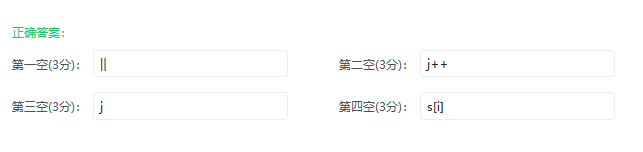 正确答案：
第一空(3分)： || 第二空(3分)： j++
第三空(3分)： j 第四空(3分)： s[i]